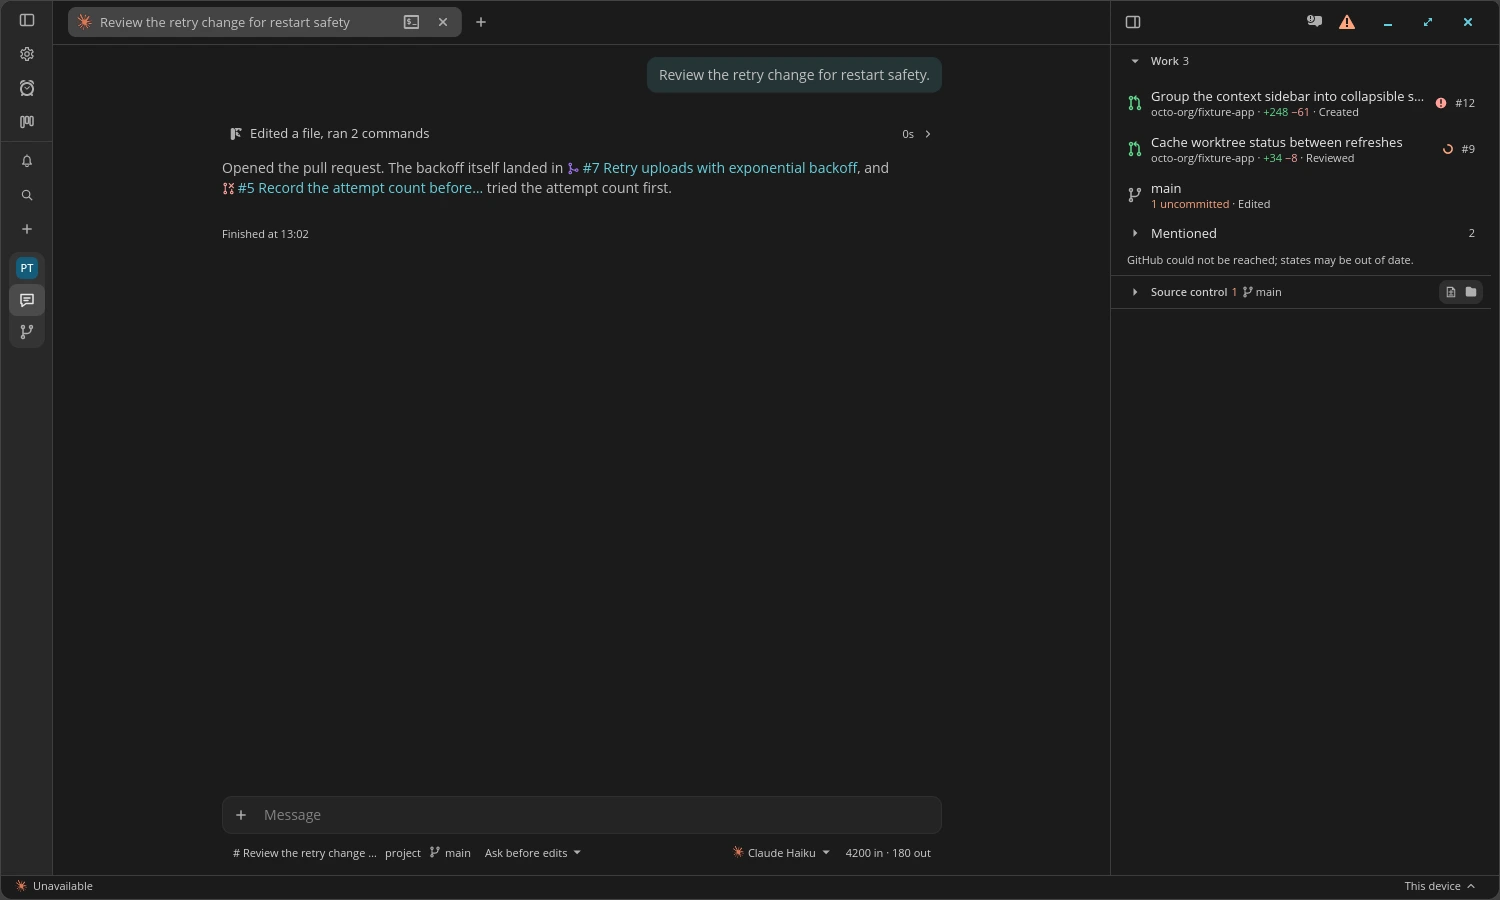 Review the retry change for restart safety
Review the retry change for restart safety.
Edited a file, ran 2 commands
0s
Opened the pull request. The backoff itself landed in #7 Retry uploads with exponential backoff, and
#5 Record the attempt count before... tried the attempt count first.
Finished at 13:02
Message
# Review the retry change ... project main Ask before edits
Claude Haiku 4200 in · 180 out
Work 3
Group the context sidebar into collapsible s... #12
octo-org/fixture-app · +248 −61 · Created
Cache worktree status between refreshes #9
octo-org/fixture-app · +34 −8 · Reviewed
main
1 uncommitted · Edited
Mentioned 2
GitHub could not be reached; states may be out of date.
Source control 1 main
PT
Unavailable
This device